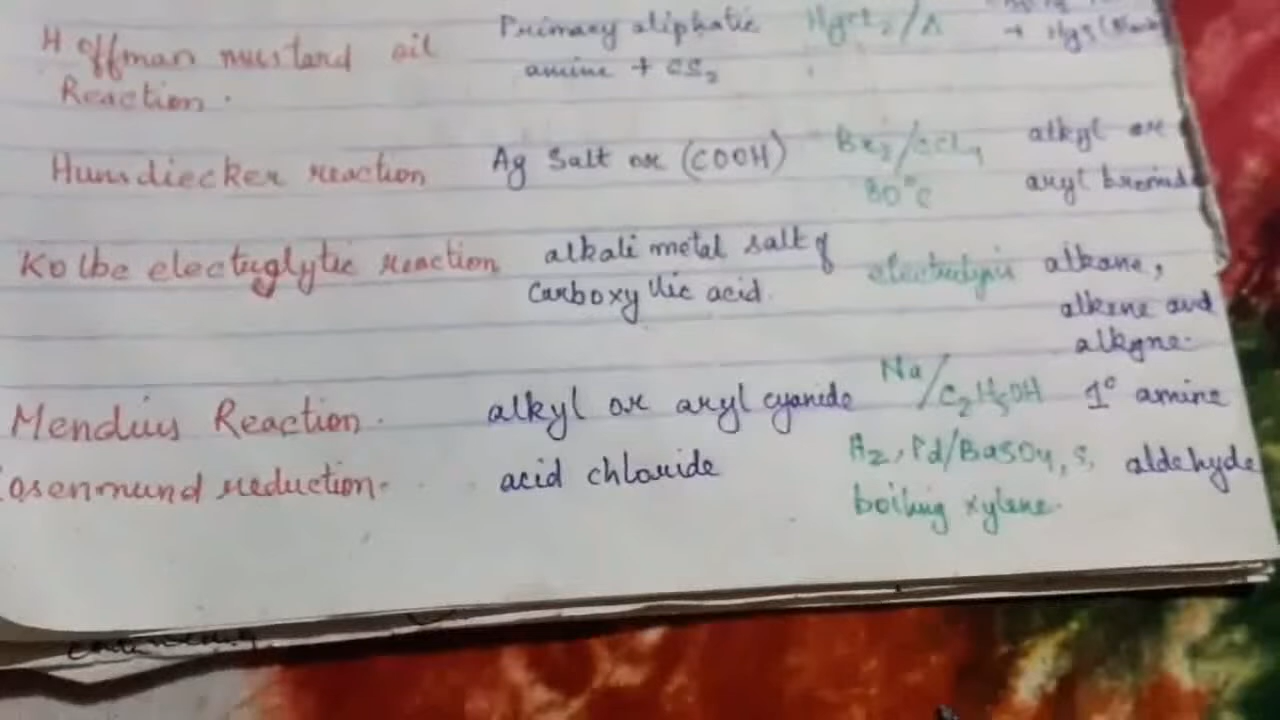 Hoffman mustard oil Primary aliphatic HgCl2/Δ
Reaction. amine + CS2
Hunsdiecker reaction Ag Salt or (COOH) Br2/CCl4 alkyl or
80°C aryl bromide
Kolbe electrolytic reaction alkali metal salt of electrolysis alkane,
carboxylic acid. alkene and
alkyne.
Mendius Reaction. alkyl or aryl cyanide Na/C2H5OH 1° amine
osenmund reduction. acid chloride H2, Pd/BaSO4, S, aldehyde
boiling xylene.